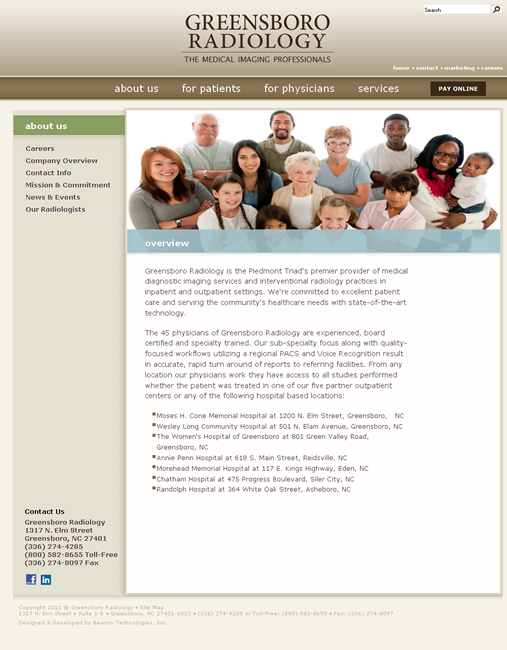 Search
GREENSBORO
RADIOLOGY
THE MEDICAL IMAGING PROFESSIONALS
home • contact • marketing • careers
about us for patients for physicians services PAY ONLINE
about us
Careers
Company Overview
Contact Info
Mission & Commitment
News & Events
Our Radiologists
overview
Greensboro Radiology is the Piedmont Triad's premier provider of medical
diagnostic imaging services and interventional radiology practices in
inpatient and outpatient settings. We're committed to excellent patient
care and serving the community's healthcare needs with state-of-the-art
technology.
The 45 physicians of Greensboro Radiology are experienced, board
certified and specialty trained. Our sub-specialty focus along with quality-
focused workflows utilizing a regional PACS and Voice Recognition result
in accurate, rapid turn around of reports to referring facilities. From any
location our physicians work they have access to all studies performed
whether the patient was treated in one of our five partner outpatient
centers or any of the following hospital based locations:
Moses H. Cone Memorial Hospital at 1200 N. Elm Street, Greensboro, NC
Wesley Long Community Hospital at 501 N. Elam Avenue, Greensboro, NC
The Women's Hospital of Greensboro at 801 Green Valley Road,
Greensboro, NC
Annie Penn Hospital at 618 S. Main Street, Reidsville, NC
Morehead Memorial Hospital at 117 E. Kings Highway, Eden, NC
Chatham Hospital at 475 Progress Boulevard, Siler City, NC
Randolph Hospital at 364 White Oak Street, Asheboro, NC
Contact Us
Greensboro Radiology
1317 N. Elm Street
Greensboro, NC 27401
(336) 274-4285
(800) 582-8655 Toll-Free
(336) 274-8097 Fax
f in
Copyright 2011 © Greensboro Radiology • Site Map
1317 N. Elm Street • Suite 1-B • Greensboro, NC 27401-1023 • (336) 274-4285 or Toll-Free: (800) 582-8655 • Fax: (336) 274-8097
Designed & Developed by Beacon Technologies, Inc.